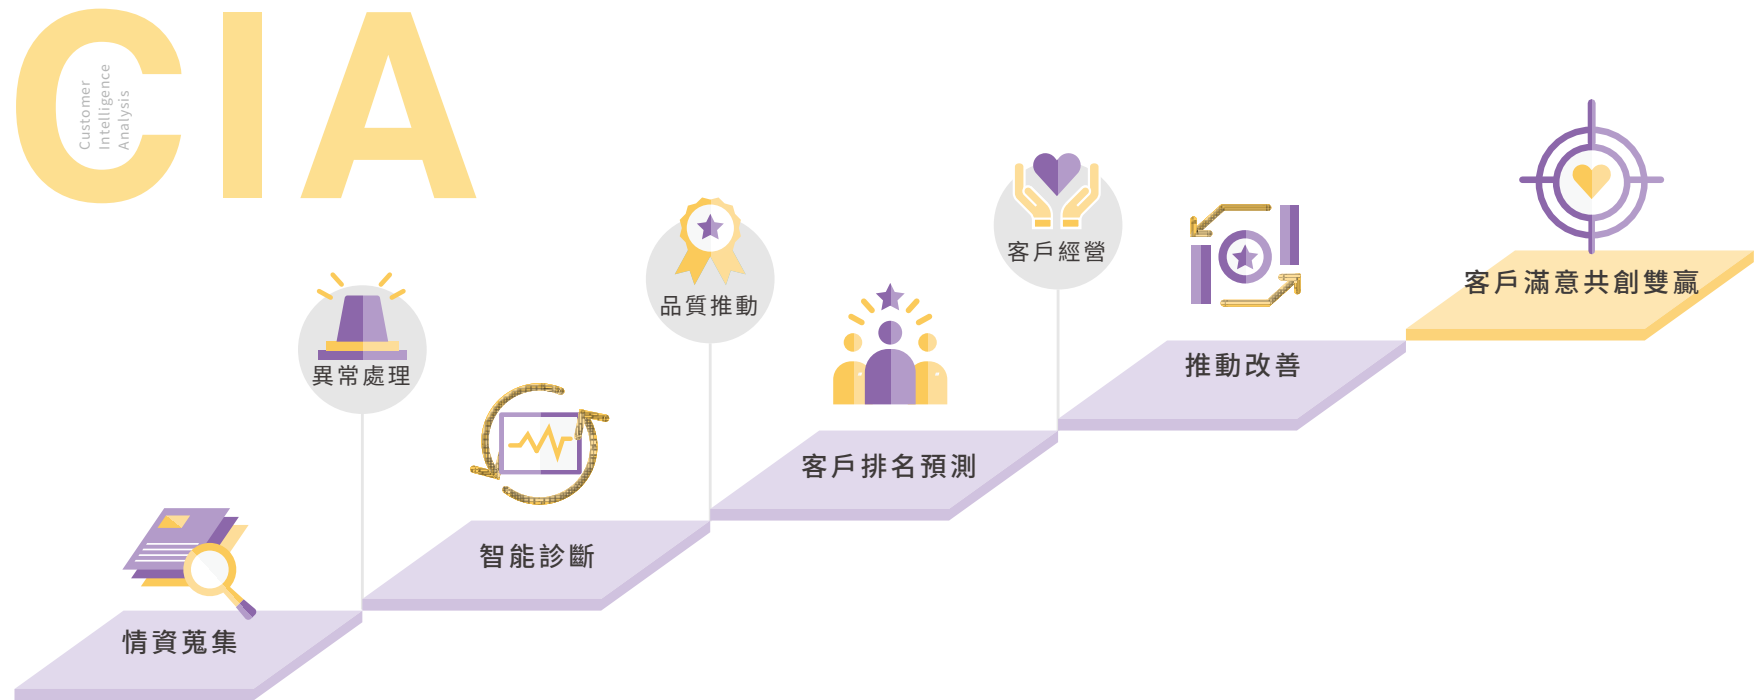 CIA
Customer
Intelligence
Analysis
情資蒐集
異常處理
智能診斷
品質推動
客戶排名預測
客戶經營
推動改善
客戶滿意共創雙贏